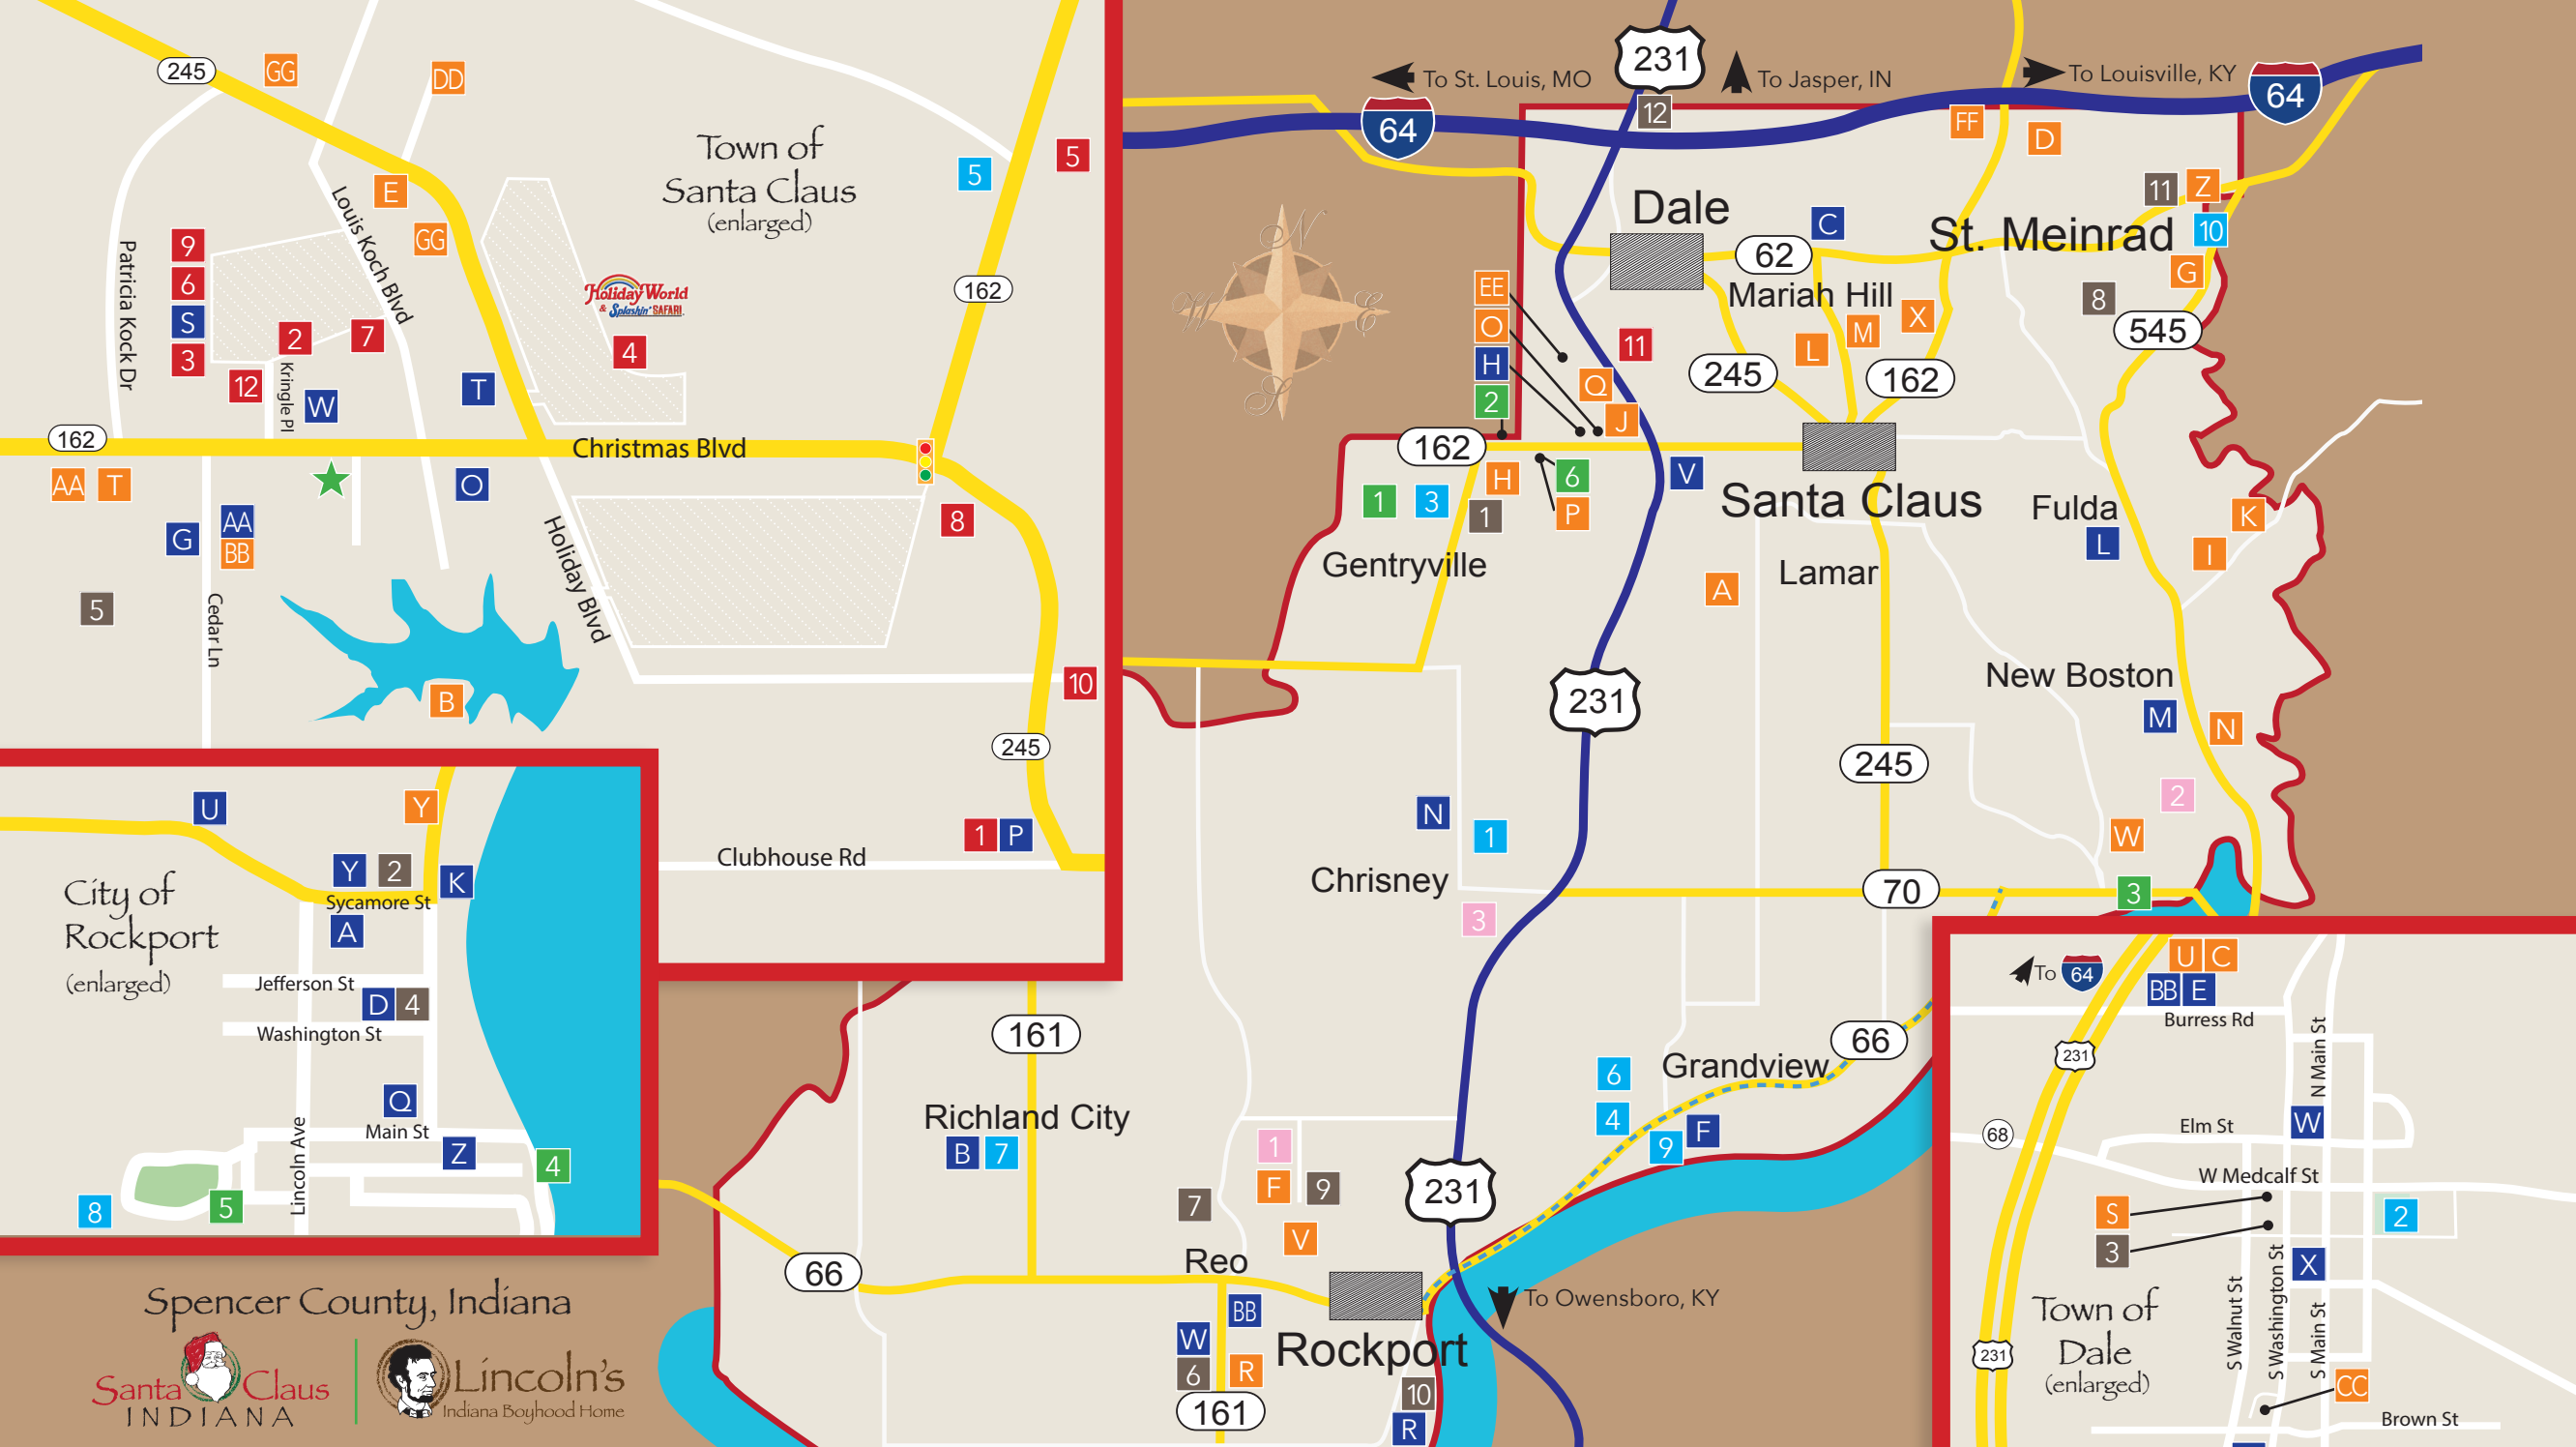 245
GG
DD
Town of
Santa Claus
(enlarged)
5
5
E
GG
Louis Koch Blvd
Patricia Kock Dr
9
6
S
3
2
7
12
Kringle Pl
W
T
Holiday World
& Splashin' SAFARI
4
162
162
Christmas Blvd
AA
T
O
8
G
AA
BB
5
Cedar Ln
Holiday Blvd
B
10
245
1
P
Clubhouse Rd
U
Y
Y
2
K
Sycamore St
A
City of
Rockport
(enlarged)
Jefferson St
D
4
Washington St
Q
Main St
Z
Lincoln Ave
4
5
8
Spencer County, Indiana
Santa Claus
INDIANA
Lincoln's
Indiana Boyhood Home
231
To St. Louis, MO
To Jasper, IN
To Louisville, KY
64
64
12
FF
D
N
W
E
S
Dale
C
62
St. Meinrad
11
Z
10
G
8
545
EE
O
H
2
Q
J
11
Mariah Hill
L
M
X
245
162
162
H
6
P
1
3
1
V
Gentryville
Santa Claus
Fulda
L
K
I
A
Lamar
231
New Boston
M
N
245
2
W
3
N
1
Chrisney
3
70
161
Richland City
B
7
66
Grandview
6
4
9
F
1
F
9
7
V
Reo
231
66
BB
W
6
R
161
Rockport
10
R
To Owensboro, KY
To
64
U
C
BB
E
Burress Rd
231
N Main St
68
Elm St
W
W Medcalf St
S
3
2
X
S Walnut St
S Washington St
S Main St
Town of
Dale
(enlarged)
231
CC
Brown St